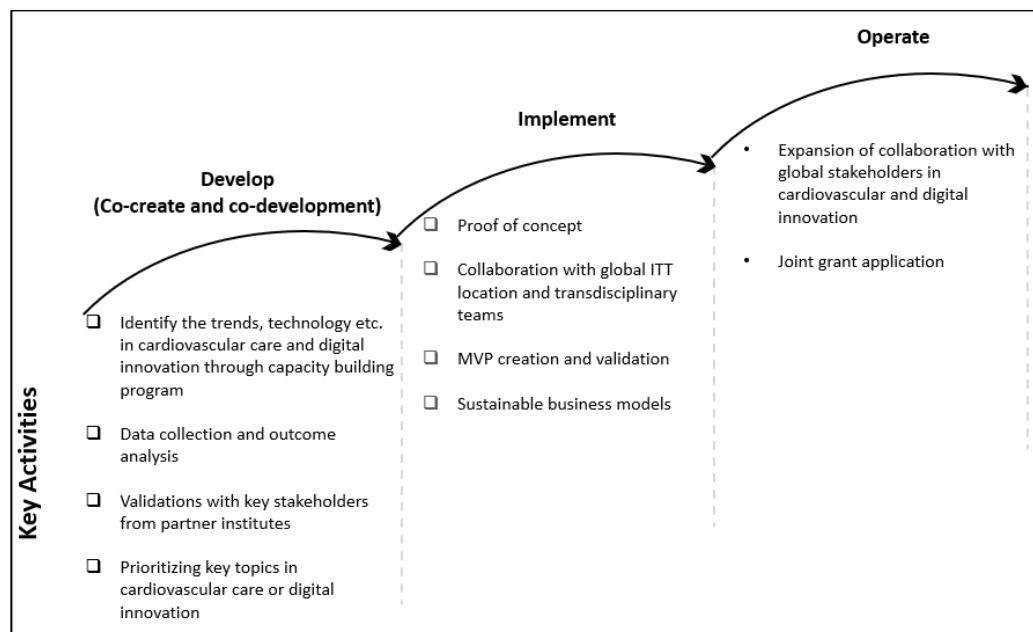 Operate
Implement
Develop
(Co-create and co-development)
Key Activities
❑ Identify the trends, technology etc.
in cardiovascular care and digital
innovation through capacity building
program
❑ Data collection and outcome
analysis
❑ Validations with key stakeholders
from partner institutes
❑ Prioritizing key topics in
cardiovascular care or digital
innovation
❑ Proof of concept
❑ Collaboration with global ITT
location and transdisciplinary
teams
❑ MVP creation and validation
❑ Sustainable business models
• Expansion of collaboration with
global stakeholders in
cardiovascular and digital
innovation
• Joint grant application